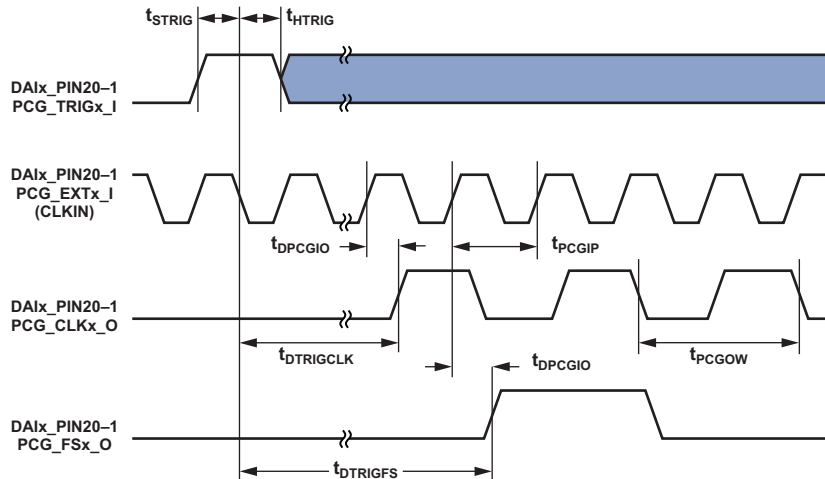 tSTRIG
tHTRIG
DAIx_PIN20–1
PCG_TRIGx_I
DAIx_PIN20–1
PCG_EXTx_I
(CLKIN)
tDPCGIO
tPCGIP
DAIx_PIN20–1
PCG_CLKx_O
tDTRIGCLK
tDPCGIO
tPCGOW
DAIx_PIN20–1
PCG_FSx_O
tDTRIGFS